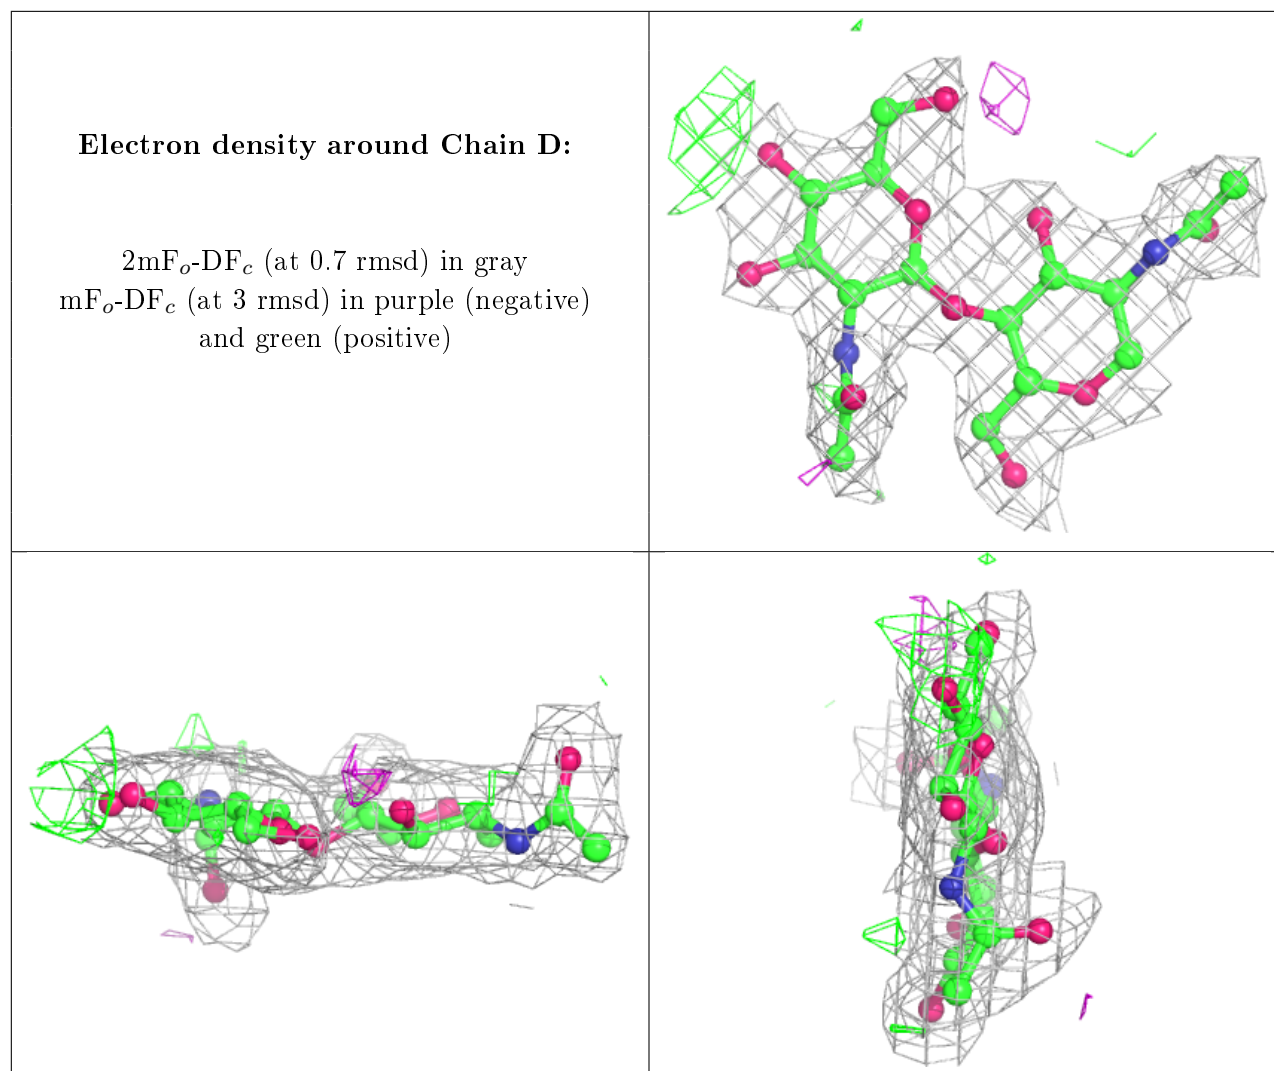 Electron density around Chain D:
2mFₒ-DF𝒸 (at 0.7 rmsd) in gray
mFₒ-DF𝒸 (at 3 rmsd) in purple (negative)
and green (positive)